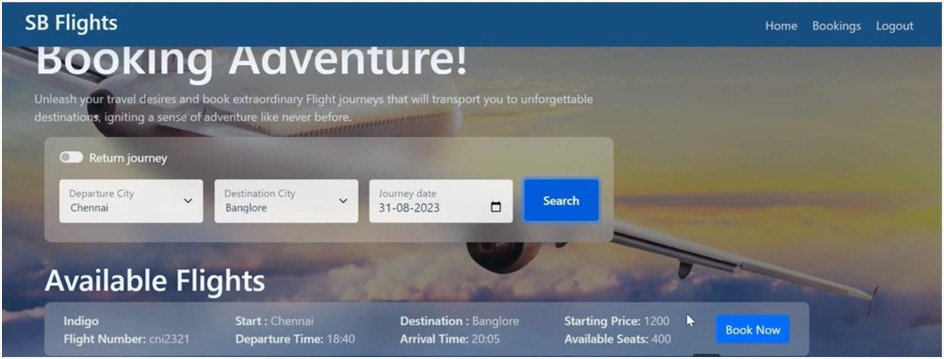 SB Flights
Home Bookings Logout
Booking Adventure!
Unleash your travel desires and book extraordinary Flight journeys that will transport you to unforgettable
destinations, igniting a sense of adventure like never before.
Return journey
Departure City Destination City Journey date
Chennai Banglore 31-08-2023 Search
Available Flights
Indigo Start : Chennai Destination : Banglore Starting Price: 1200
Flight Number: cni2321 Departure Time: 18:40 Arrival Time: 20:05 Available Seats: 400
Book Now